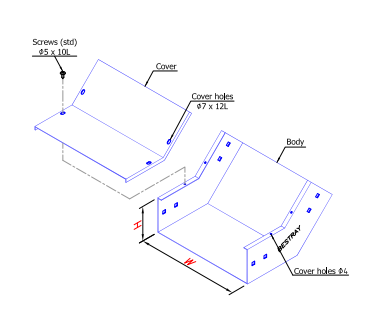 Screws (std)
Φ5 x 10L
Cover
Cover holes
Φ7 x 12L
Body
H
W
BESTRAY
Cover holes Φ4